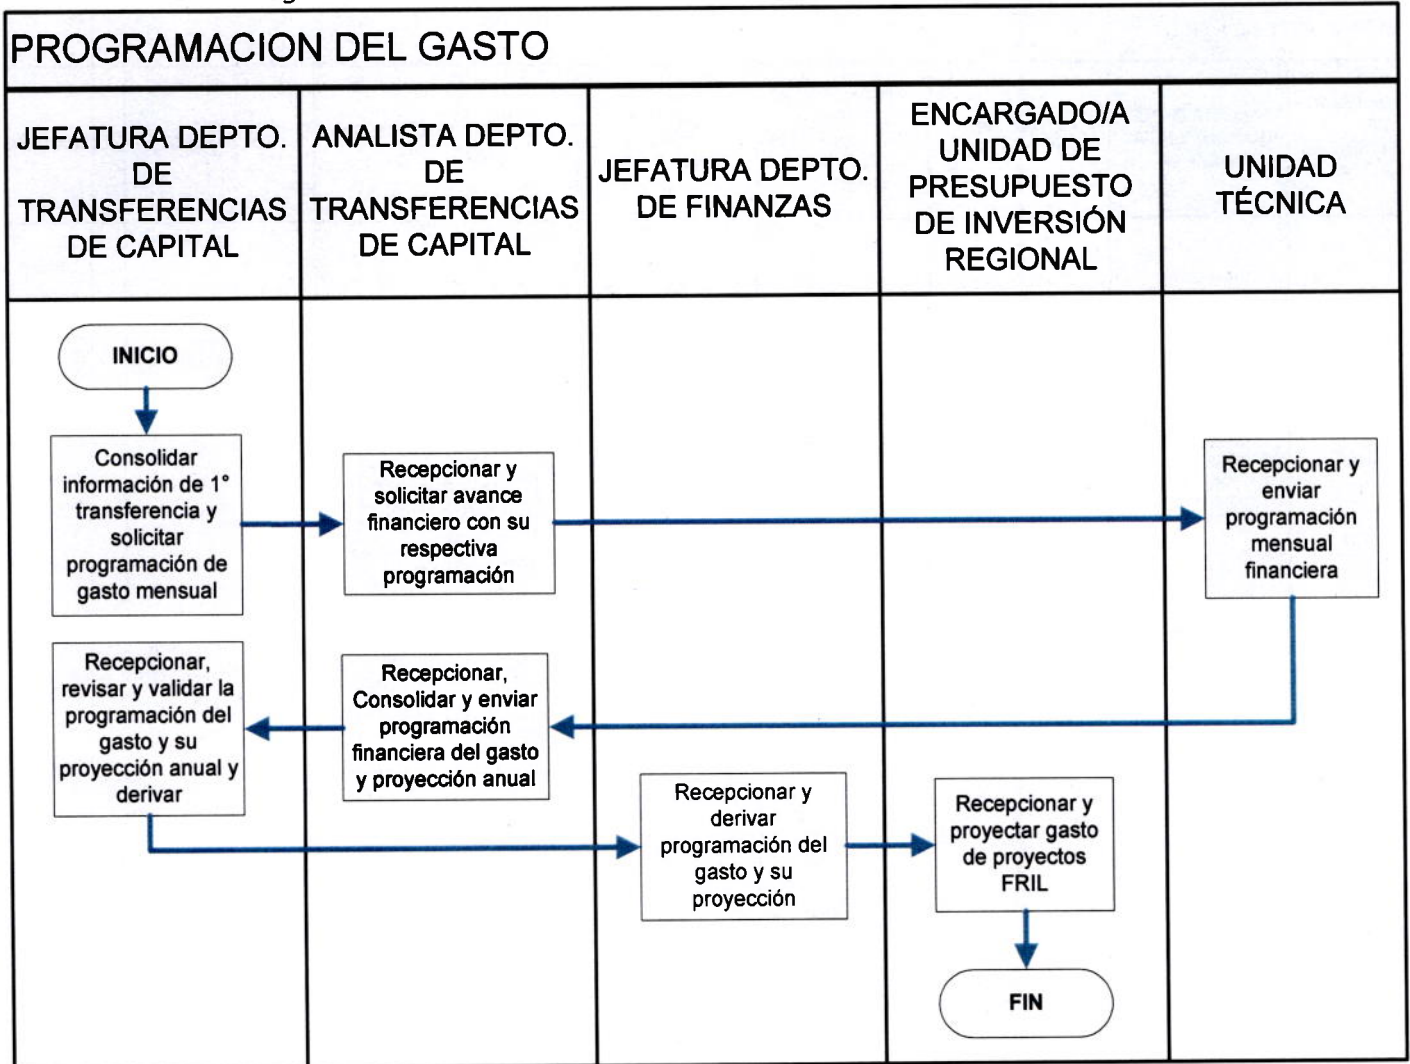 PROGRAMACION DEL GASTO
JEFATURA DEPTO.
DE
TRANSFERENCIAS
DE CAPITAL
ANALISTA DEPTO.
DE
TRANSFERENCIAS
DE CAPITAL
JEFATURA DEPTO.
DE FINANZAS
ENCARGADO/A
UNIDAD DE
PRESUPUESTO
DE INVERSIÓN
REGIONAL
UNIDAD
TÉCNICA
INICIO
Consolidar
información de 1°
transferencia y
solicitar
programación de
gasto mensual
Recepcionar y
solicitar avance
financiero con su
respectiva
programación
Recepcionar y
enviar
programación
mensual
financiera
Recepcionar,
revisar y validar la
programación del
gasto y su
proyección anual y
derivar
Recepcionar,
Consolidar y enviar
programación
financiera del gasto
y proyección anual
Recepcionar y
derivar
programación del
gasto y su
proyección
Recepcionar y
proyectar gasto
de proyectos
FRIL
FIN